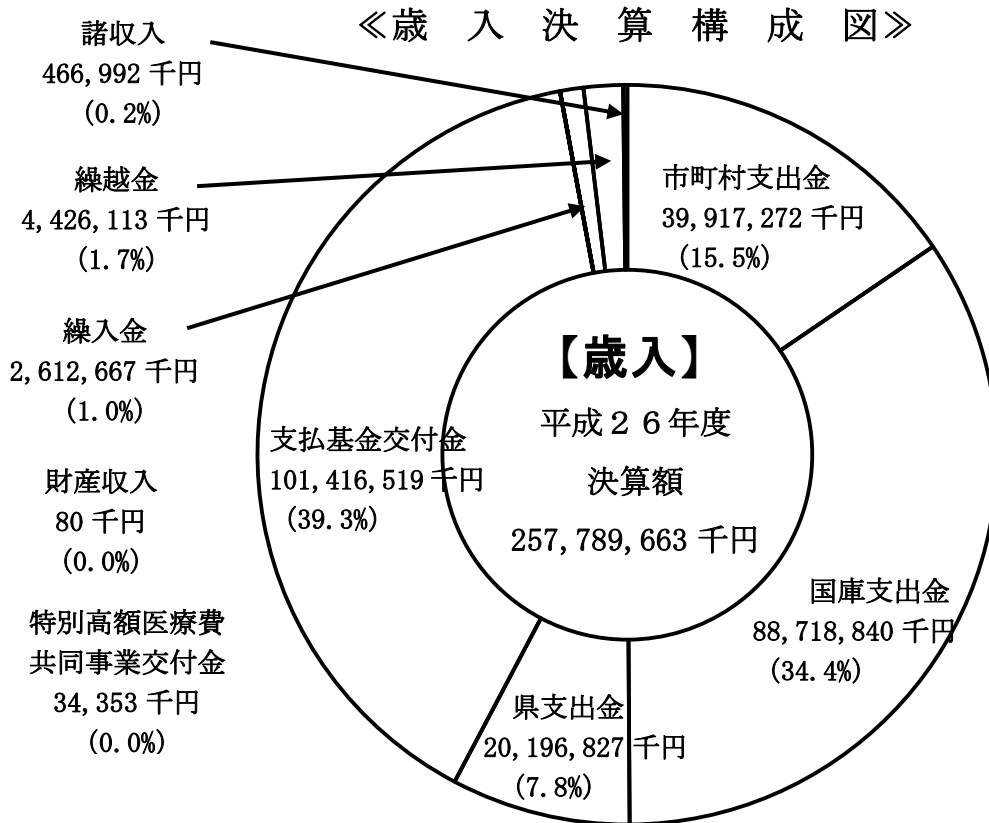 ≪歳　入　決　算　構　成　図≫
諸収入
466,992 千円
(0.2%)
繰越金
4,426,113 千円
(1.7%)
繰入金
2,612,667 千円
(1.0%)
財産収入
80 千円
(0.0%)
特別高額医療費
共同事業交付金
34,353 千円
(0.0%)
市町村支出金
39,917,272 千円
(15.5%)
【歳入】
平成２６年度
決算額
257,789,663 千円
支払基金交付金
101,416,519 千円
(39.3%)
国庫支出金
88,718,840 千円
(34.4%)
県支出金
20,196,827 千円
(7.8%)